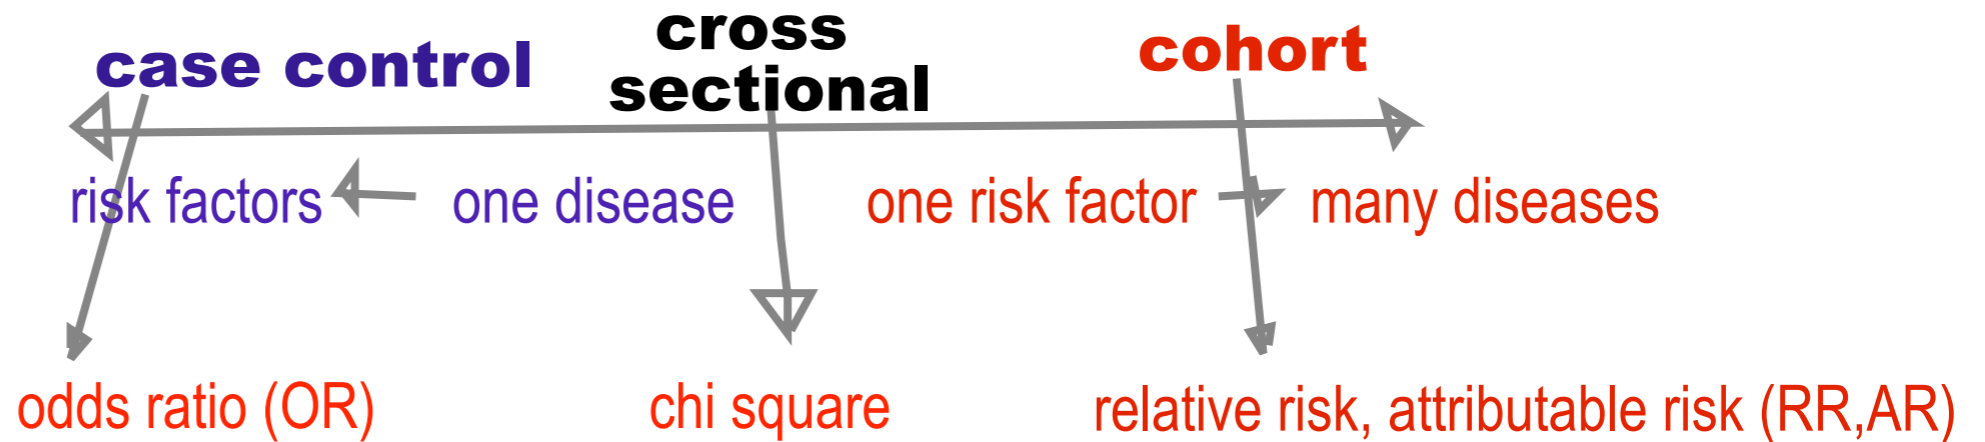 case control
cross
sectional
cohort
risk factors
one disease
one risk factor
many diseases
odds ratio (OR)
chi square
relative risk, attributable risk (RR,AR)